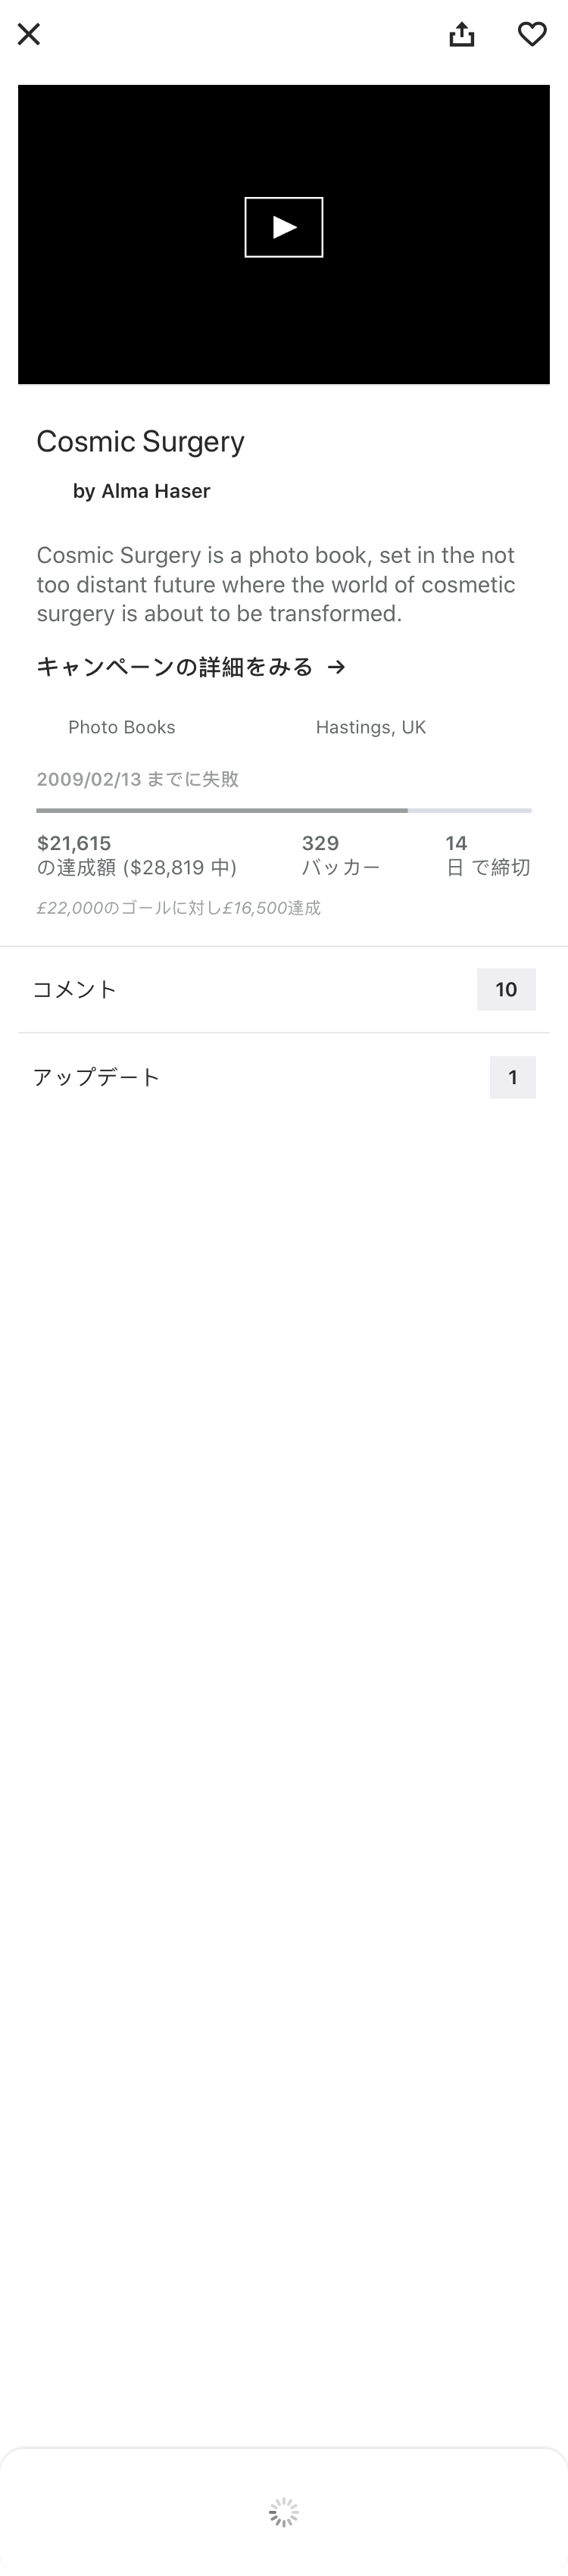 Cosmic Surgery
by Alma Haser
Cosmic Surgery is a photo book, set in the not
too distant future where the world of cosmetic
surgery is about to be transformed.
キャンペーンの詳細をみる →
Photo Books
Hastings, UK
2009/02/13 までに失敗
$21,615
の達成額 ($28,819 中)
329
バッカー
14
日 で締切
£22,000のゴールに対し£16,500達成
コメント
10
アップデート
1